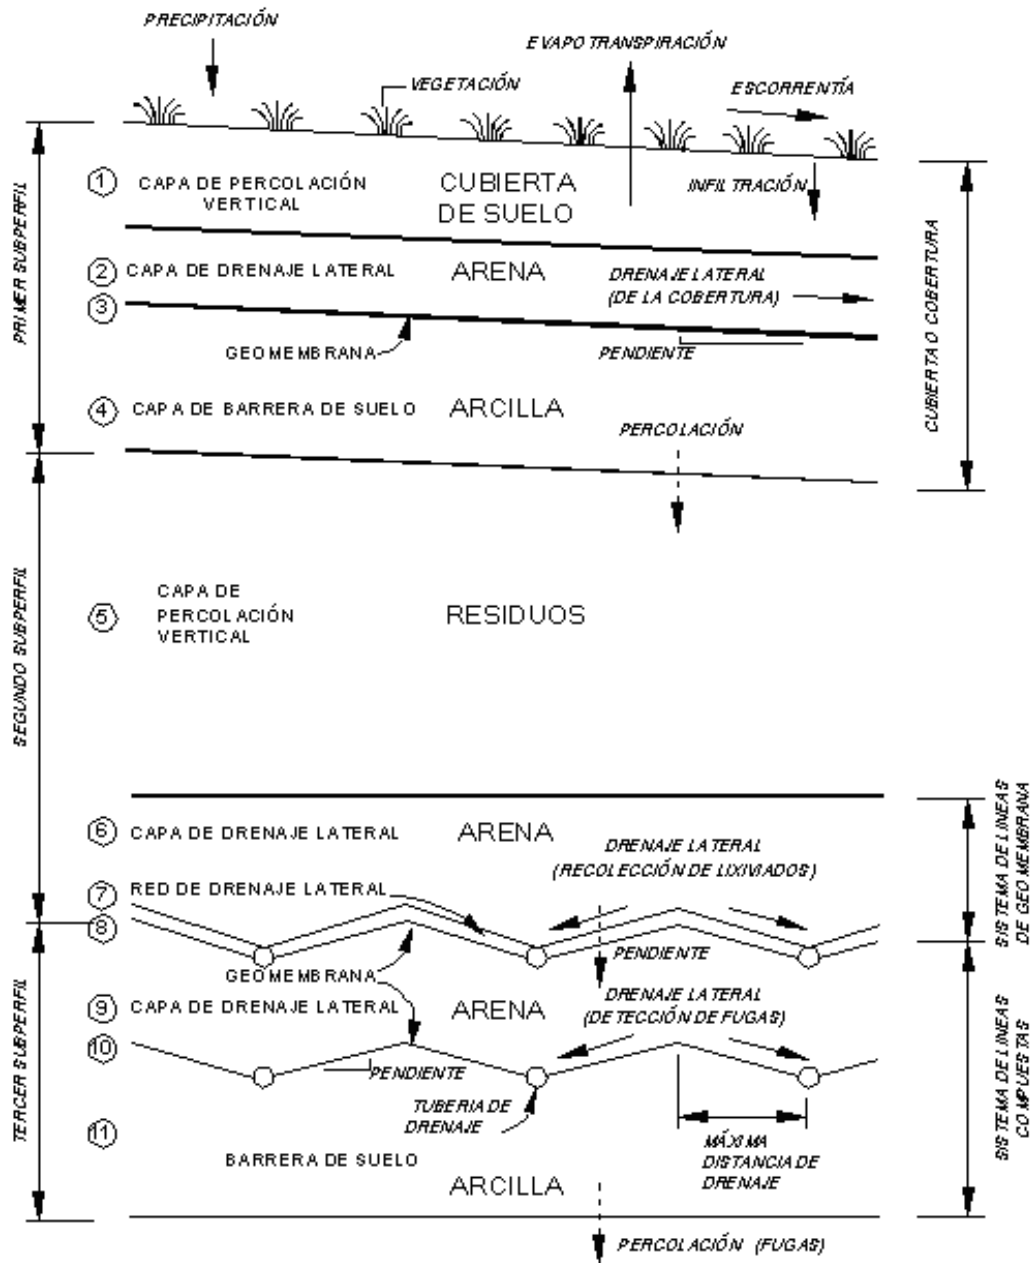 PRECIPITACIÓN
EVAPOTRANSPIRACIÓN
VEGETACIÓN
ESCORRENTÍA
1
CAPA DE PERCOLACIÓN
VERTICAL
CUBIERTA
DE SUELO
INFILTRACIÓN
PRIMER SUBPERFIL
2
CAPA DE DRENAJE LATERAL
ARENA
DRENAJE LATERAL
(DE LA COBERTURA)
3
GEOMEMBRANA
PENDIENTE
CUBIERTA O COBERTURA
4
CAPA DE BARRERA DE SUELO
ARCILLA
PERCOLACIÓN
SEGUNDO SUBPERFIL
5
CAPA DE
PERCOLACIÓN
VERTICAL
RESIDUOS
6
CAPA DE DRENAJE LATERAL
ARENA
DRENAJE LATERAL
(RECOLECCIÓN DE LIXIVIADOS)
SISTEMA DE LINEAS
DE GEOMEMBRANA
7
RED DE DRENAJE LATERAL
8
GEOMEMBRANA
PENDIENTE
TERCER SUBPERFIL
9
CAPA DE DRENAJE LATERAL
ARENA
DRENAJE LATERAL
(DETECCIÓN DE FUGAS)
10
PENDIENTE
TUBERIA DE
DRENAJE
MÁXIMA
DISTANCIA DE
DRENAJE
SISTEMA DE LINEAS
COMPUESTAS
11
BARRERA DE SUELO
ARCILLA
PERCOLACIÓN (FUGAS)